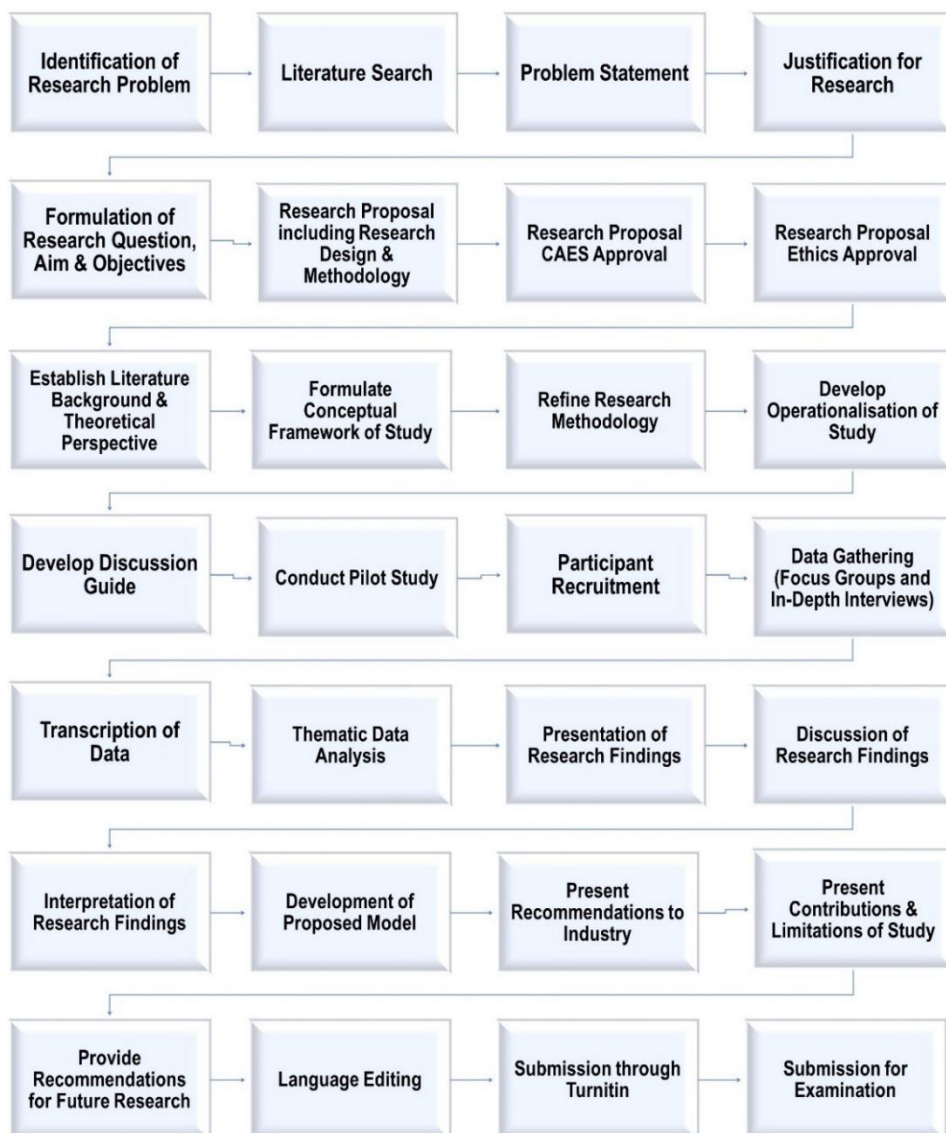 Identification of
Research Problem
Literature Search
Problem Statement
Justification for
Research
Formulation of
Research Question,
Aim & Objectives
Research Proposal
including Research
Design &
Methodology
Research Proposal
CAES Approval
Research Proposal
Ethics Approval
Establish Literature
Background &
Theoretical
Perspective
Formulate
Conceptual
Framework of Study
Refine Research
Methodology
Develop
Operationalisation of
Study
Develop Discussion
Guide
Conduct Pilot Study
Participant
Recruitment
Data Gathering
(Focus Groups and
In-Depth Interviews)
Transcription of
Data
Thematic Data
Analysis
Presentation of
Research Findings
Discussion of
Research Findings
Interpretation of
Research Findings
Development of
Proposed Model
Present
Recommendations to
Industry
Present
Contributions &
Limitations of Study
Provide
Recommendations
for Future Research
Language Editing
Submission through
Turnitin
Submission for
Examination